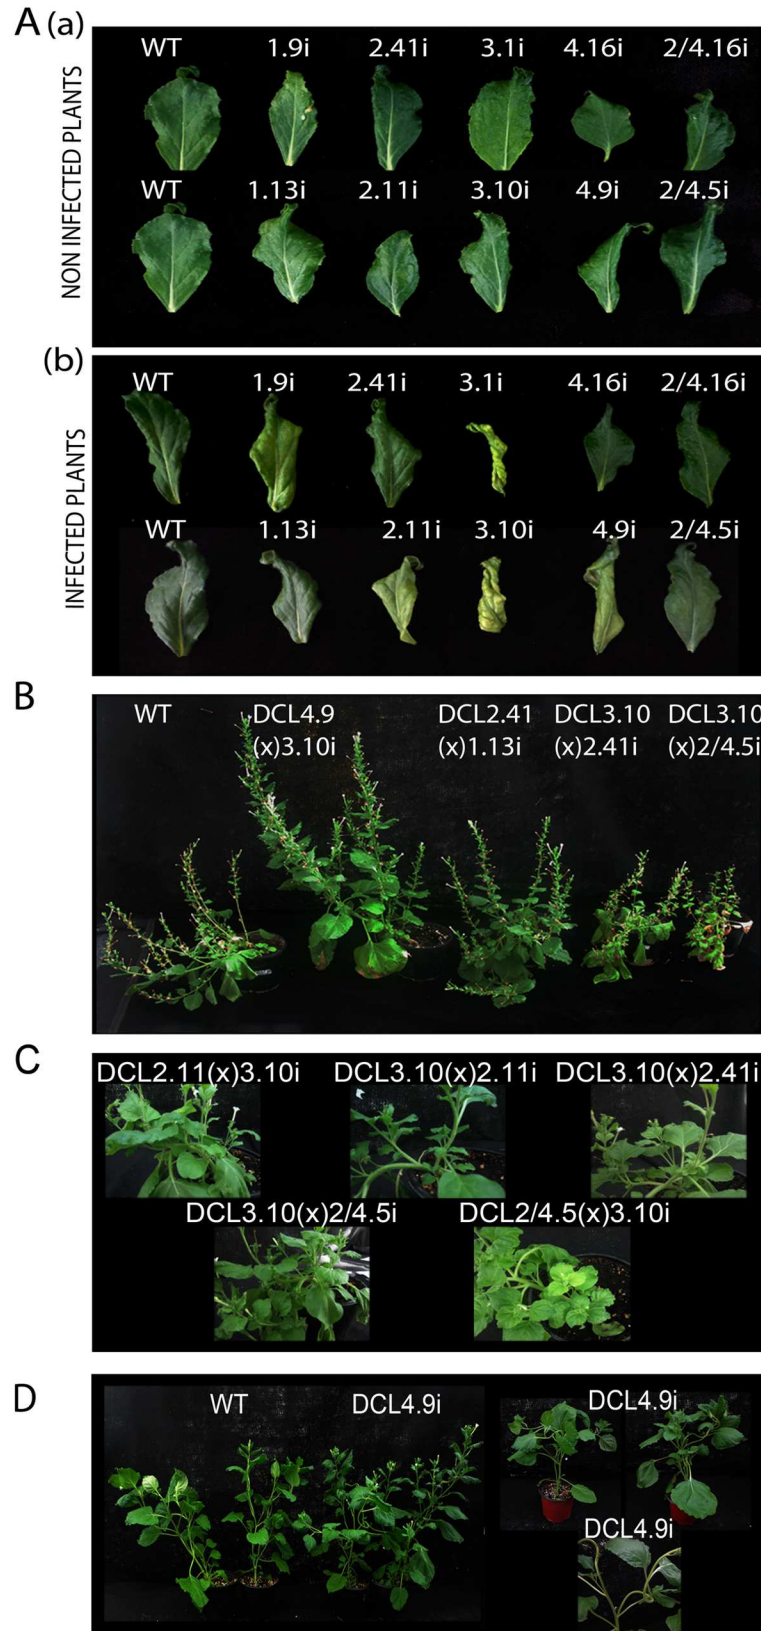 A (a)
NON INFECTED PLANTS
WT 1.9i 2.41i 3.1i 4.16i 2/4.16i
WT 1.13i 2.11i 3.10i 4.9i 2/4.5i
(b)
INFECTED PLANTS
WT 1.9i 2.41i 3.1i 4.16i 2/4.16i
WT 1.13i 2.11i 3.10i 4.9i 2/4.5i
B
WT DCL4.9 DCL2.41 DCL3.10 DCL3.10
(x)3.10i (x)1.13i (x)2.41i (x)2/4.5i
C
DCL2.11(x)3.10i DCL3.10(x)2.11i DCL3.10(x)2.41i
DCL3.10(x)2/4.5i DCL2/4.5(x)3.10i
D
WT DCL4.9i DCL4.9i
DCL4.9i